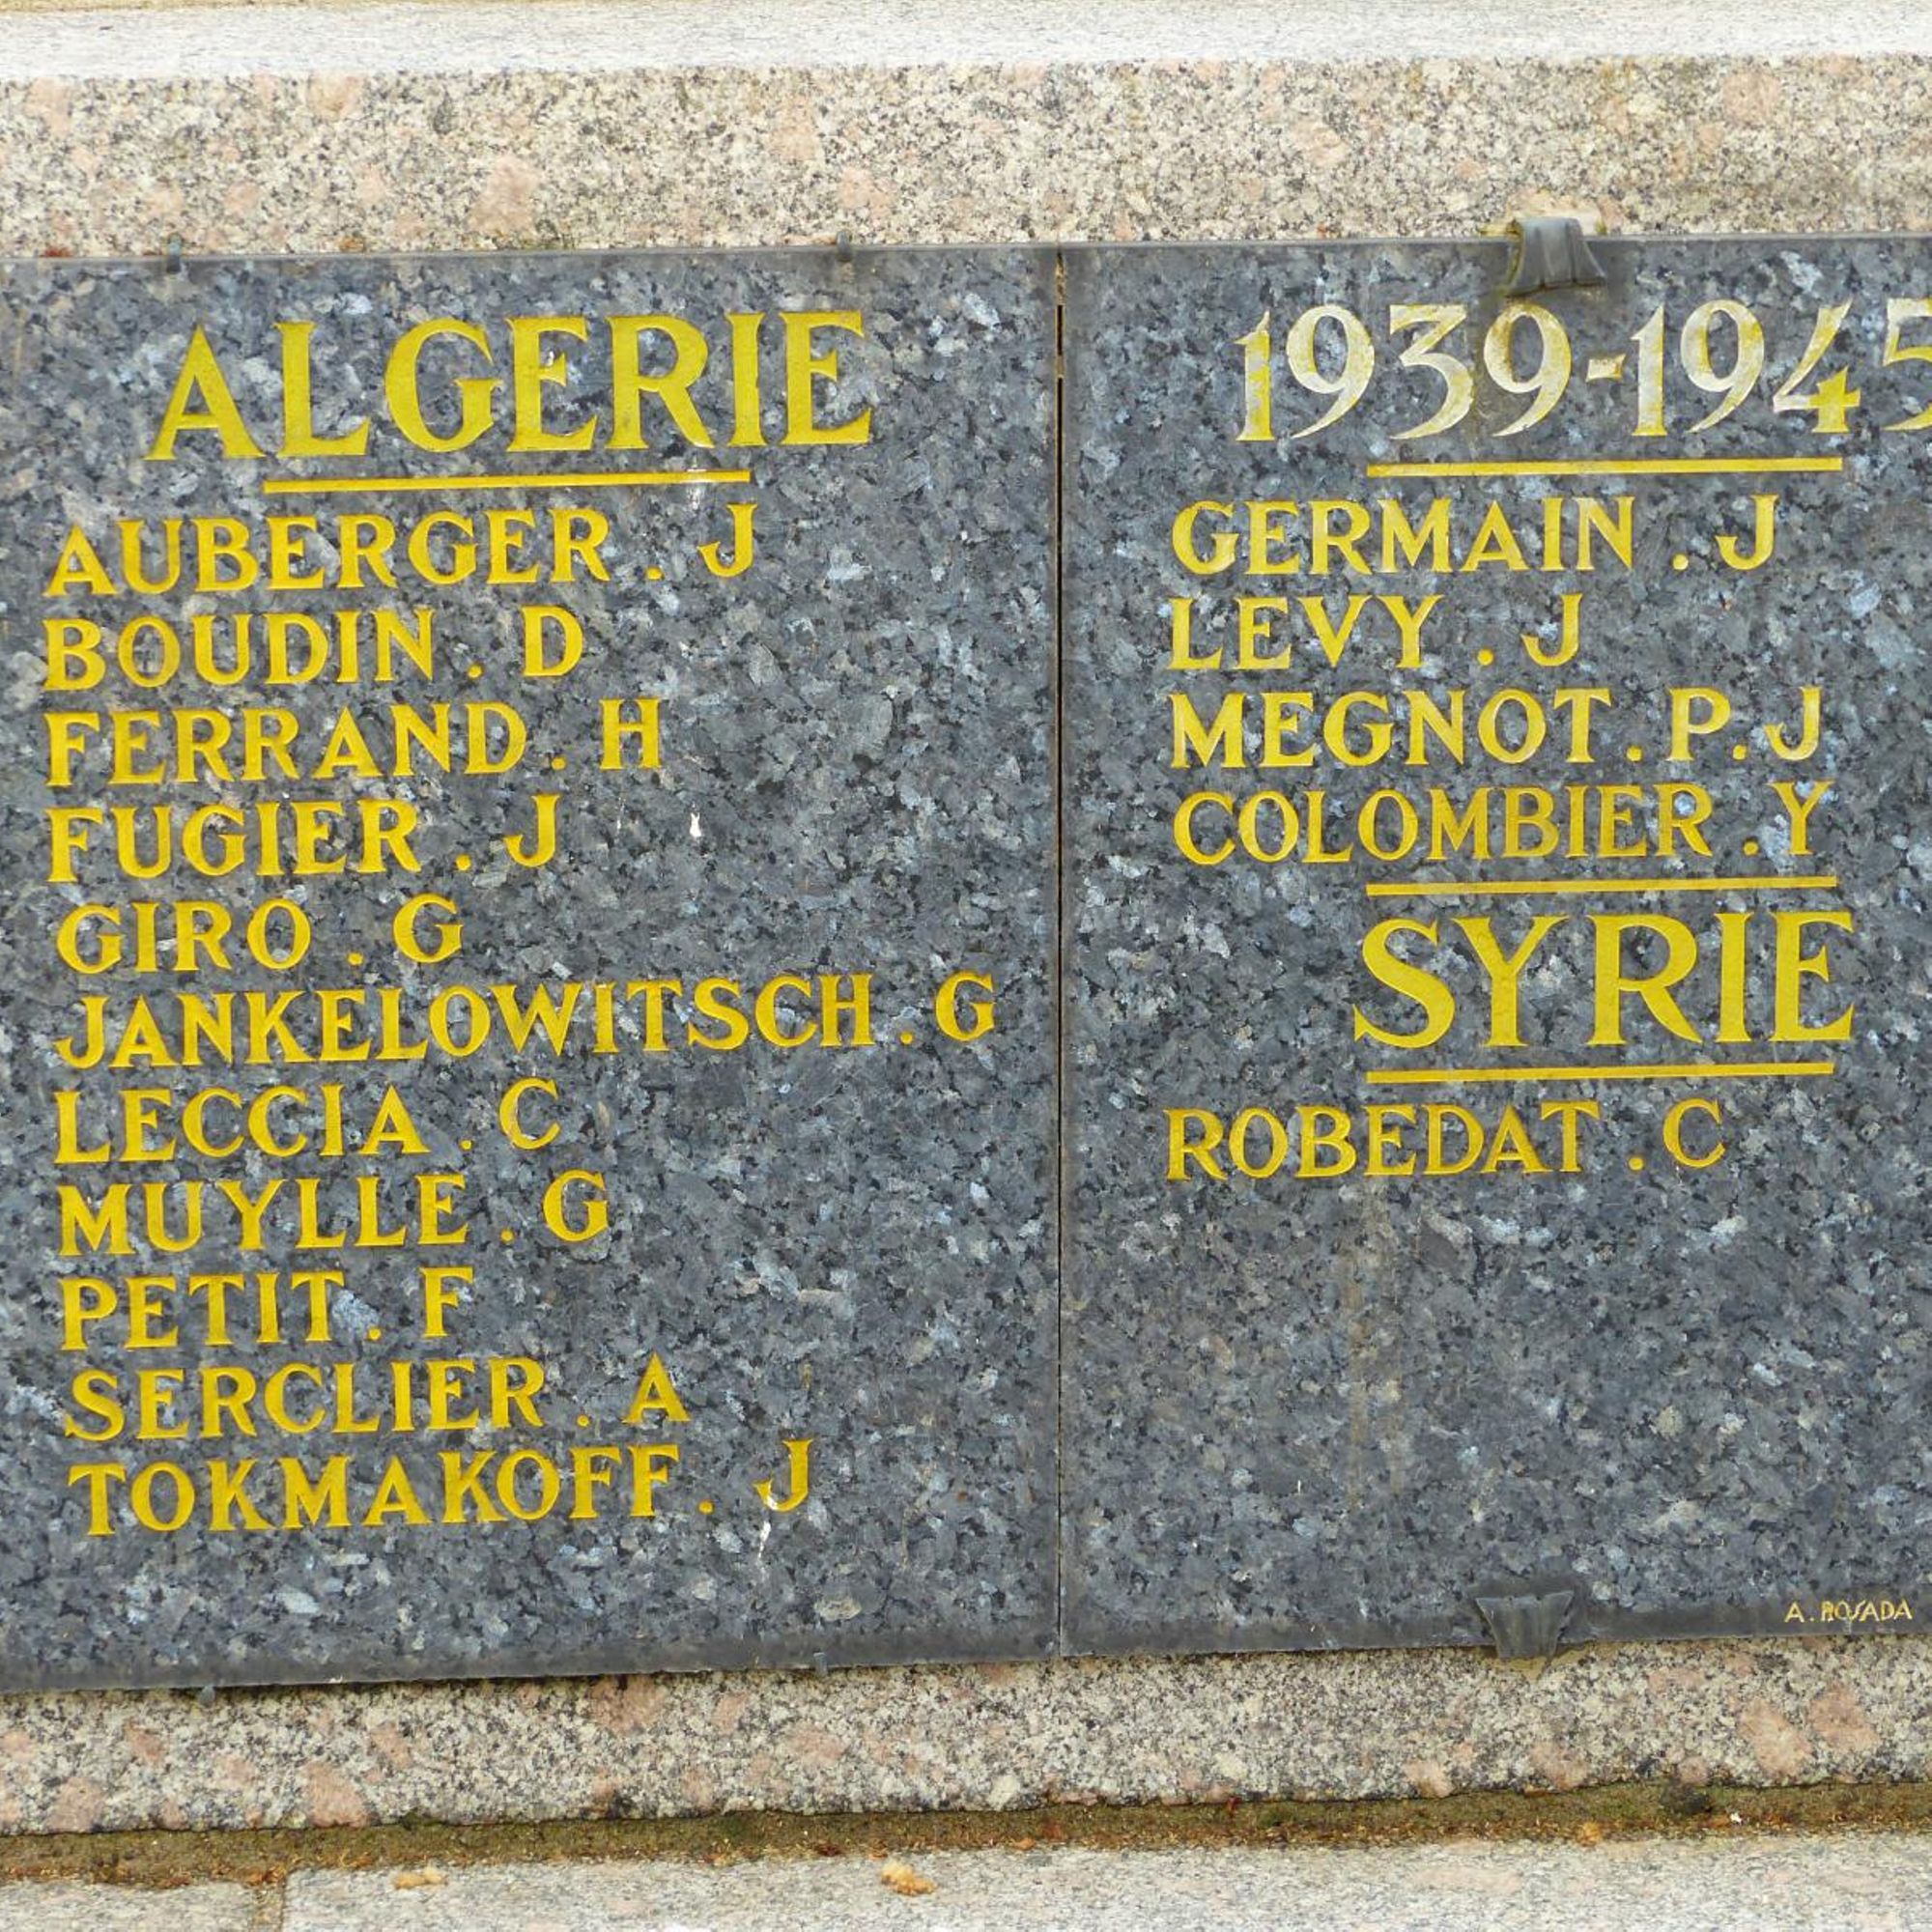 ALGERIE
AUBERGER . J
BOUDIN . D
FERRAND . H
FUGIER . J
GIRO . G
JANKELOWITSCH . G
LECCIA . C
MUYLLE . G
PETIT . F
SERCLIER . A
TOKMAKOFF . J
1939-1945
GERMAIN . J
LEVY . J
MEGNOT . P . J
COLOMBIER . Y
SYRIE
ROBEDAT . C
A . ROSADA